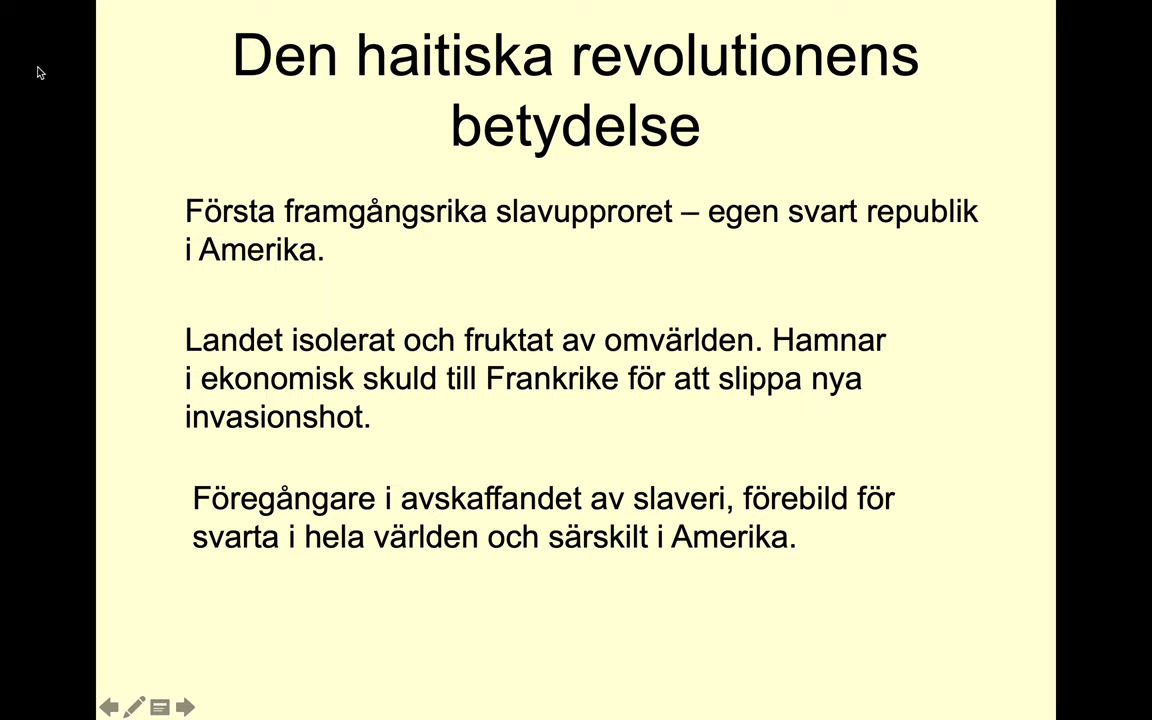 Den haitiska revolutionens
betydelse
Första framgångsrika slavupproret – egen svart republik
i Amerika.
Landet isolerat och fruktat av omvärlden. Hamnar
i ekonomisk skuld till Frankrike för att slippa nya
invasionshot.
Föregångare i avskaffandet av slaveri, förebild för
svarta i hela världen och särskilt i Amerika.